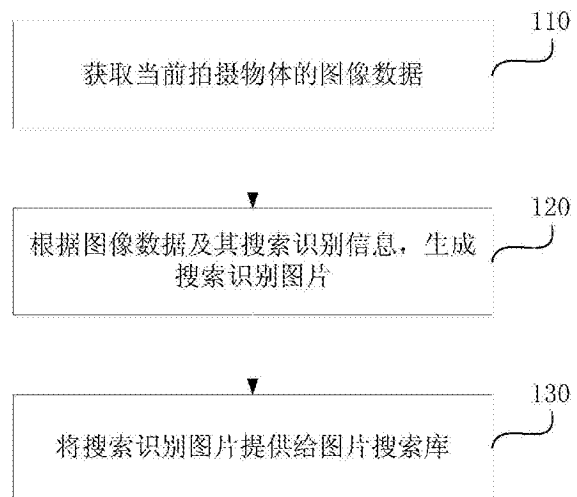 110
获取当前拍摄物体的图像数据
120
根据图像数据及其搜索识别信息，生成
搜索识别图片
130
将搜索识别图片提供给图片搜索库